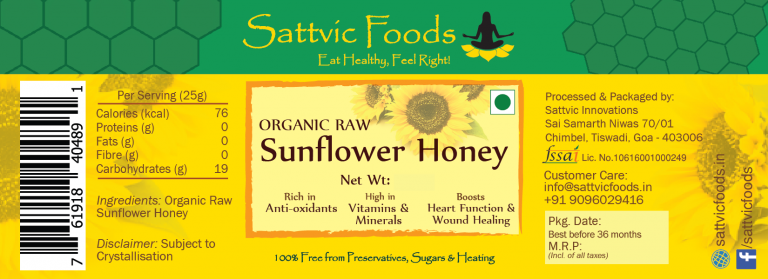 Sattvic Foods
Eat Healthy, Feel Right!
Per Serving (25g)
Calories (kcal) 76
Proteins (g) 0
Fats (g) 0
Fibre (g) 0
Carbohydrates (g) 19
Ingredients: Organic Raw
Sunflower Honey
Disclaimer: Subject to
Crystallisation
7 61918 40489 1
ORGANIC RAW
Sunflower Honey
Net Wt:
Rich in
Anti-oxidants
High in
Vitamins &
Minerals
Boosts
Heart Function &
Wound Healing
100% Free from Preservatives, Sugars & Heating
Processed & Packaged by:
Sattvic Innovations
Sai Samarth Niwas 70/01
Chimbel, Tiswadi, Goa - 403006
fssai Lic. No.10616001000249
Customer Care:
info@sattvicfoods.in
+91 9096029416
Pkg. Date:
Best before 36 months
M.R.P:
(Incl. of all taxes)
sattvicfoods.in
f/sattvicfoods